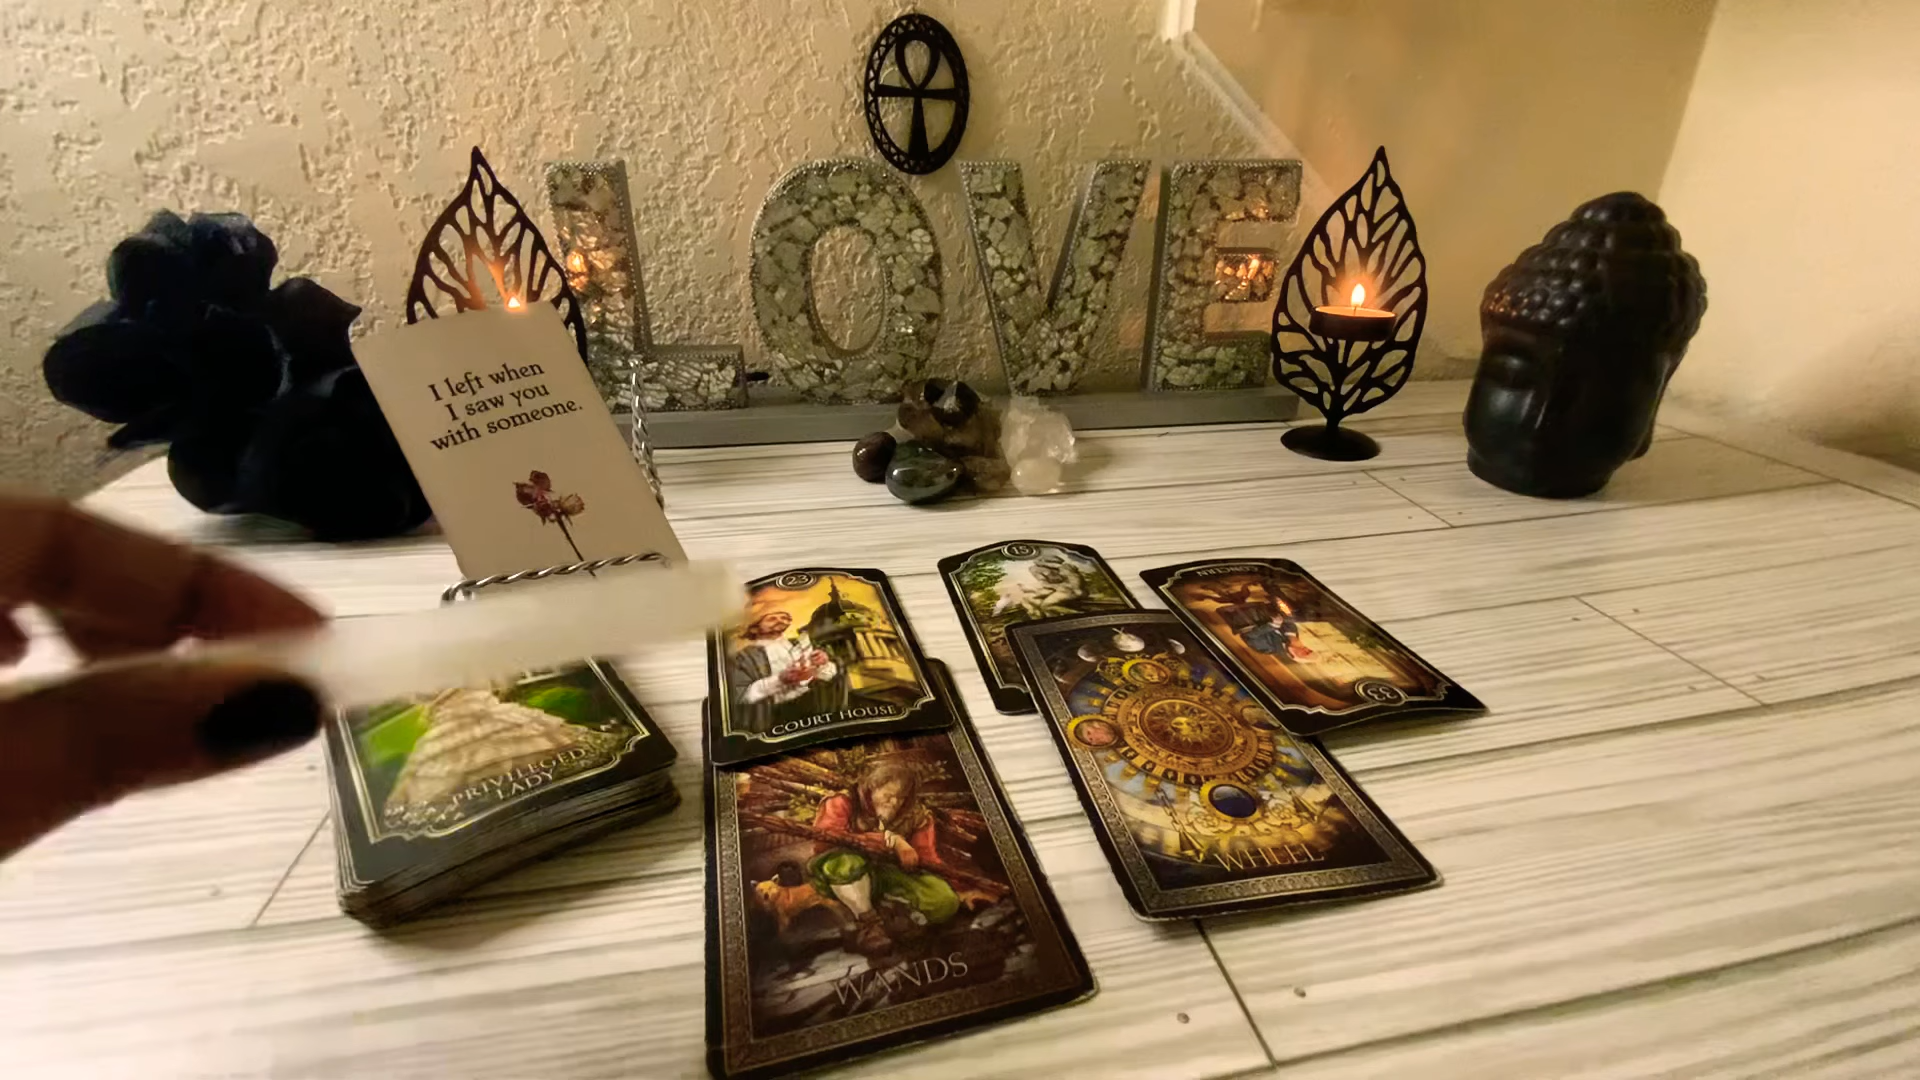 LOVE
I left when
I saw you
with someone.
15
23
COURT HOUSE
33
PRIVILEGED
LADY
WHEEL
WANDS